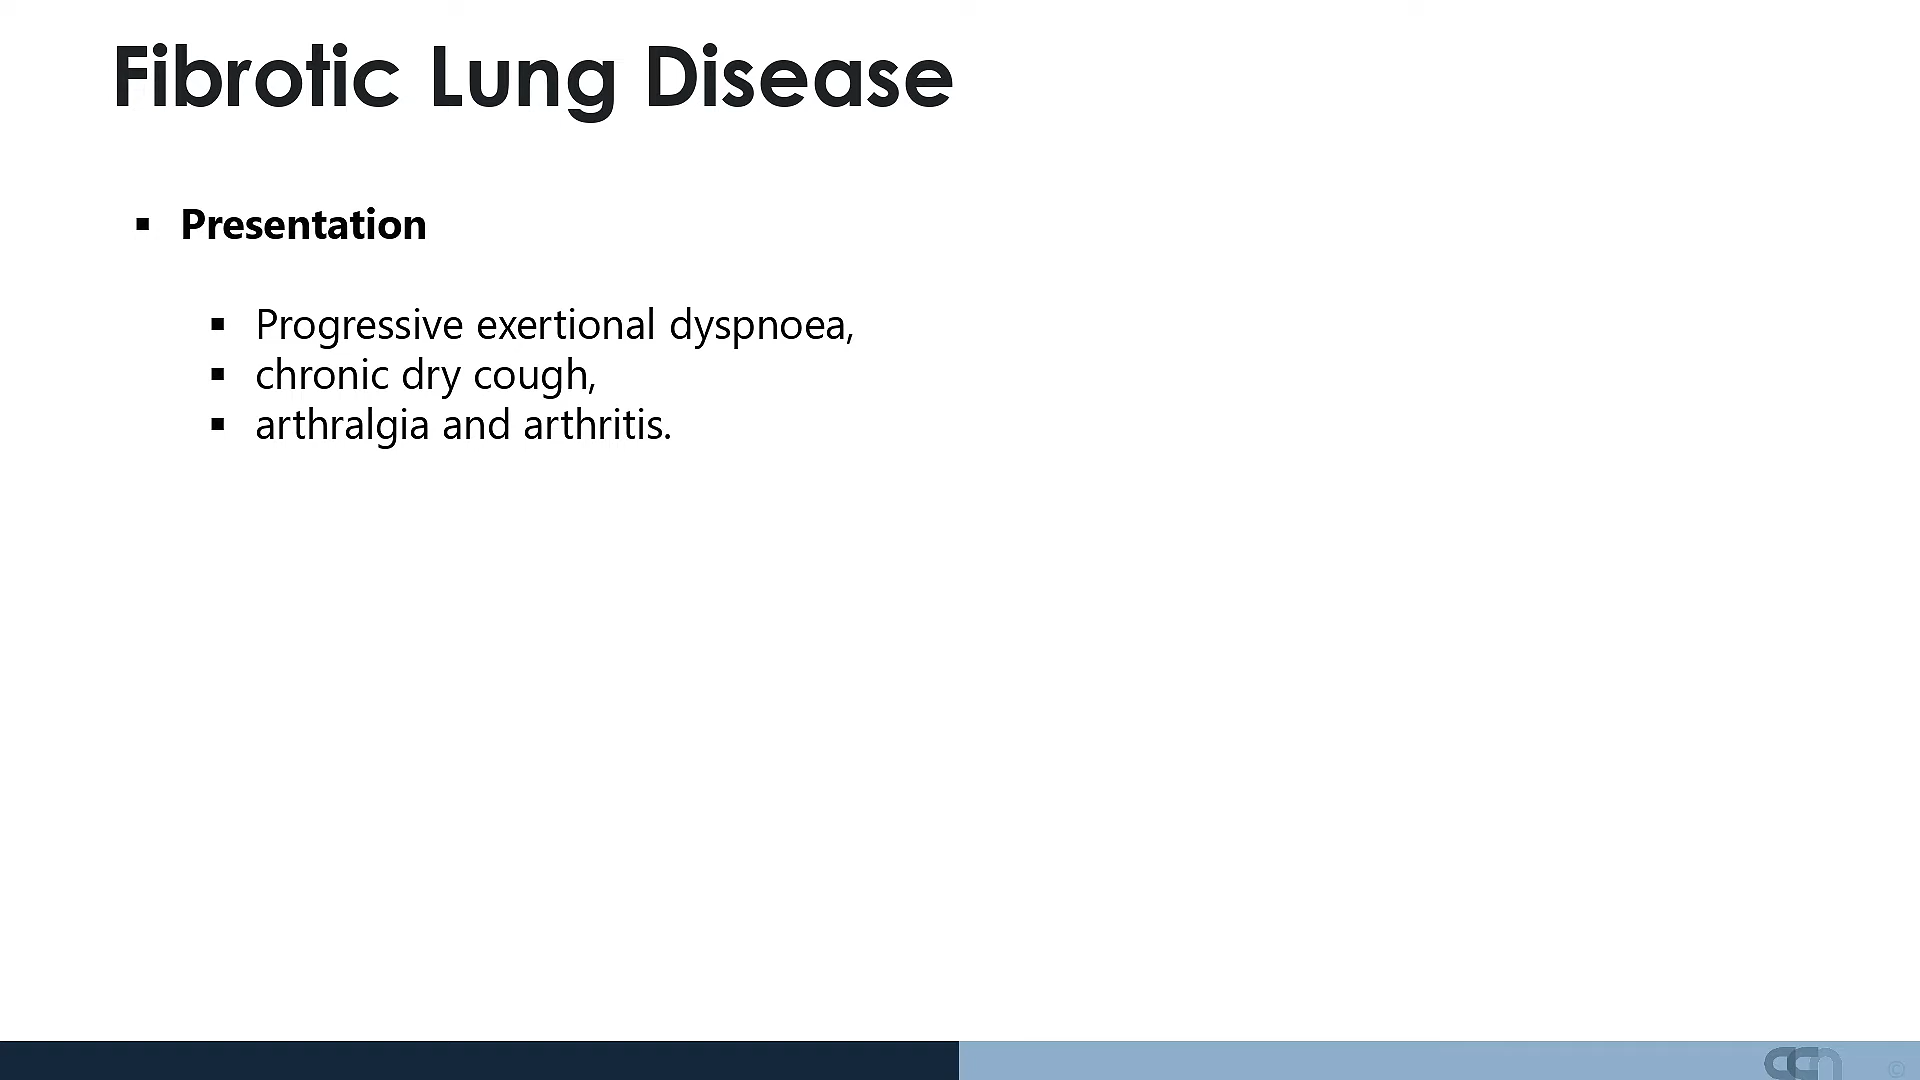 Fibrotic Lung Disease
▪ Presentation
▪ Progressive exertional dyspnoea,
▪ chronic dry cough,
▪ arthralgia and arthritis.
©